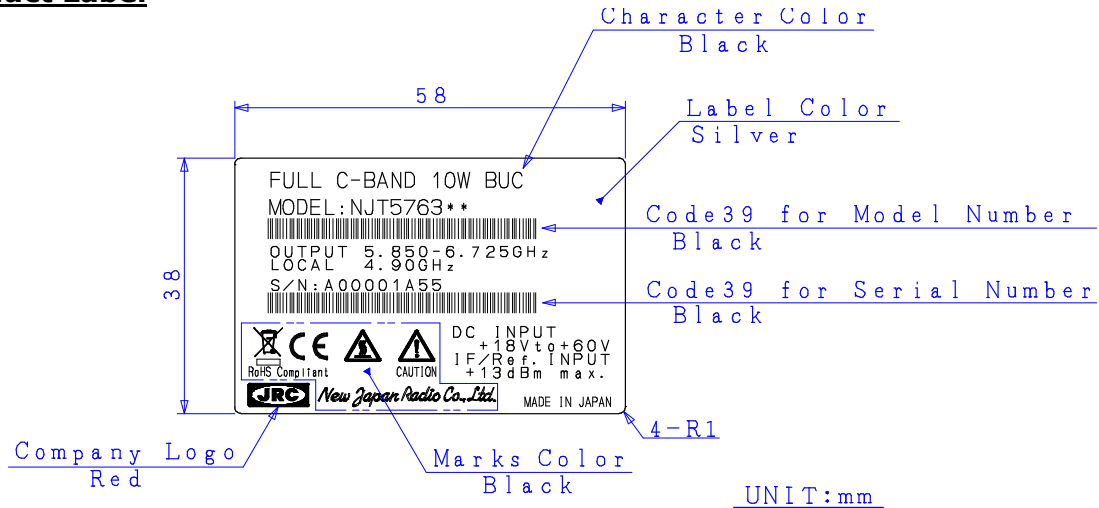 Character Color
Black
58
Label Color
Silver
FULL C-BAND 10W BUC
MODEL:NJT5763**
Code39 for Model Number
Black
OUTPUT 5.850-6.725GHz
LOCAL 4.90GHz
38
S/N:A00001A55
Code39 for Serial Number
Black
DC INPUT
+18Vto+60V
IF/Ref. INPUT
+13dBm max.
CE
RoHS Compliant
CAUTION
JRC New Japan Radio Co., Ltd.
MADE IN JAPAN
4-R1
Company Logo
Red
Marks Color
Black
UNIT:mm